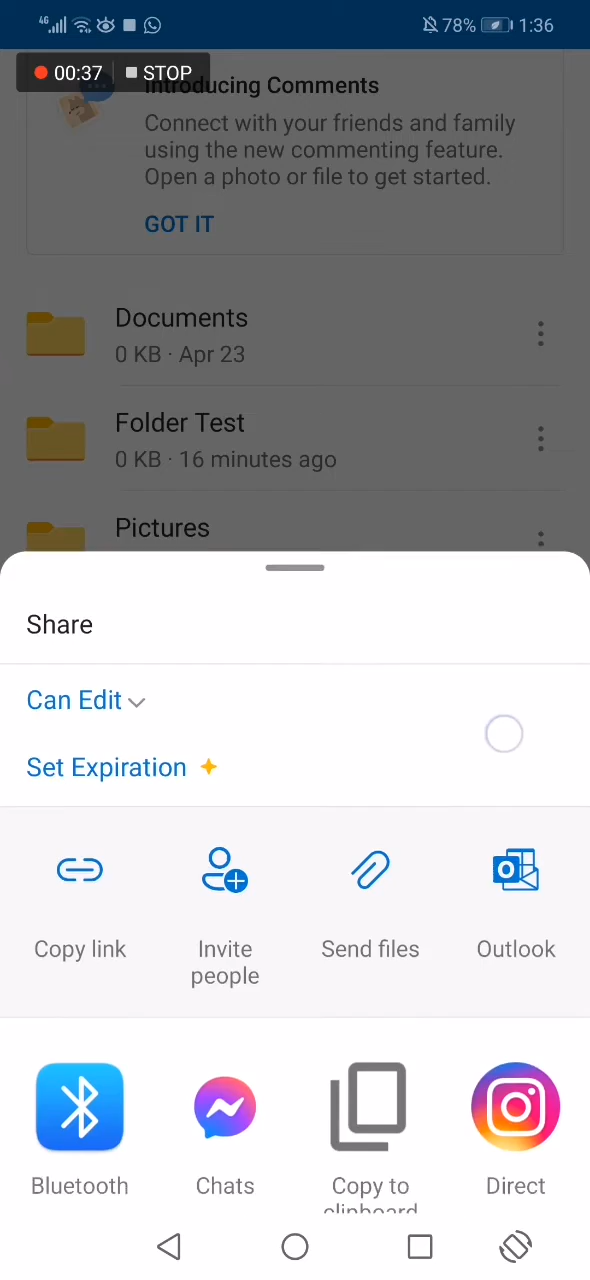 4G 78% 1:36
00:37 STOP
Introducing Comments
Connect with your friends and family
using the new commenting feature.
Open a photo or file to get started.
GOT IT
Documents
0 KB · Apr 23
Folder Test
0 KB · 16 minutes ago
Pictures
Share
Can Edit
Set Expiration
Copy link
Invite
people
Send files
Outlook
Bluetooth
Chats
Copy to
clipboard
Direct